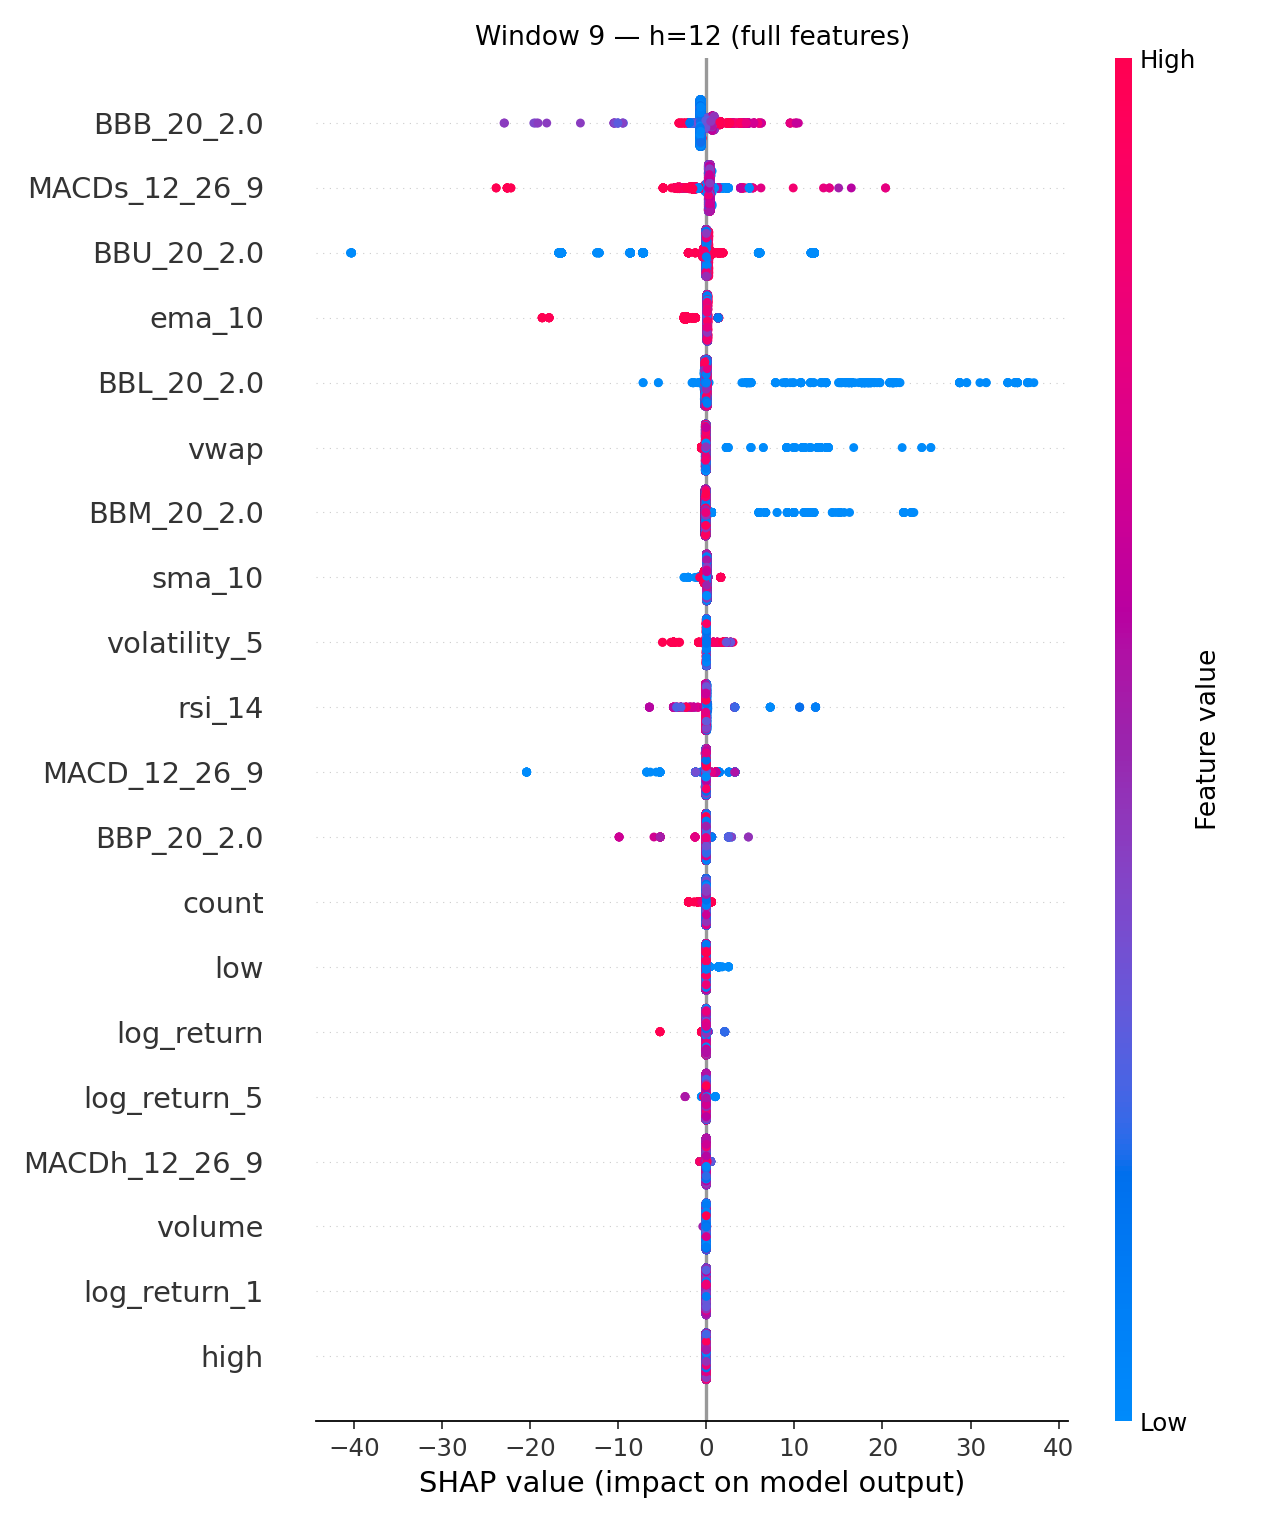 Window 9 — h=12 (full features)
High
BBB_20_2.0
MACDs_12_26_9
BBU_20_2.0
ema_10
BBL_20_2.0
vwap
BBM_20_2.0
sma_10
volatility_5
rsi_14
MACD_12_26_9
BBP_20_2.0
count
low
log_return
log_return_5
MACDh_12_26_9
volume
log_return_1
high
Feature value
Low
−40 −30 −20 −10 0 10 20 30 40
SHAP value (impact on model output)